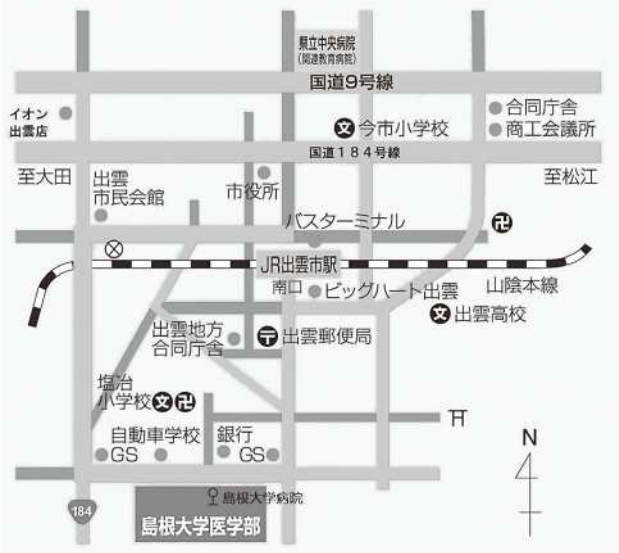 県立中央病院
(関連教育病院)
国道9号線
イオン
出雲店
合同庁舎
今市小学校
商工会議所
文
国道184号線
至大田
出雲
市民会館
市役所
至松江
バスターミナル
卍
JR出雲市駅
南口
ビッグハート出雲
山陰本線
文
出雲高校
出雲地方
合同庁舎
〒
出雲郵便局
塩冶
小学校
文
卍
自動車学校
GS
銀行
GS
N
島根大学病院
184
島根大学医学部